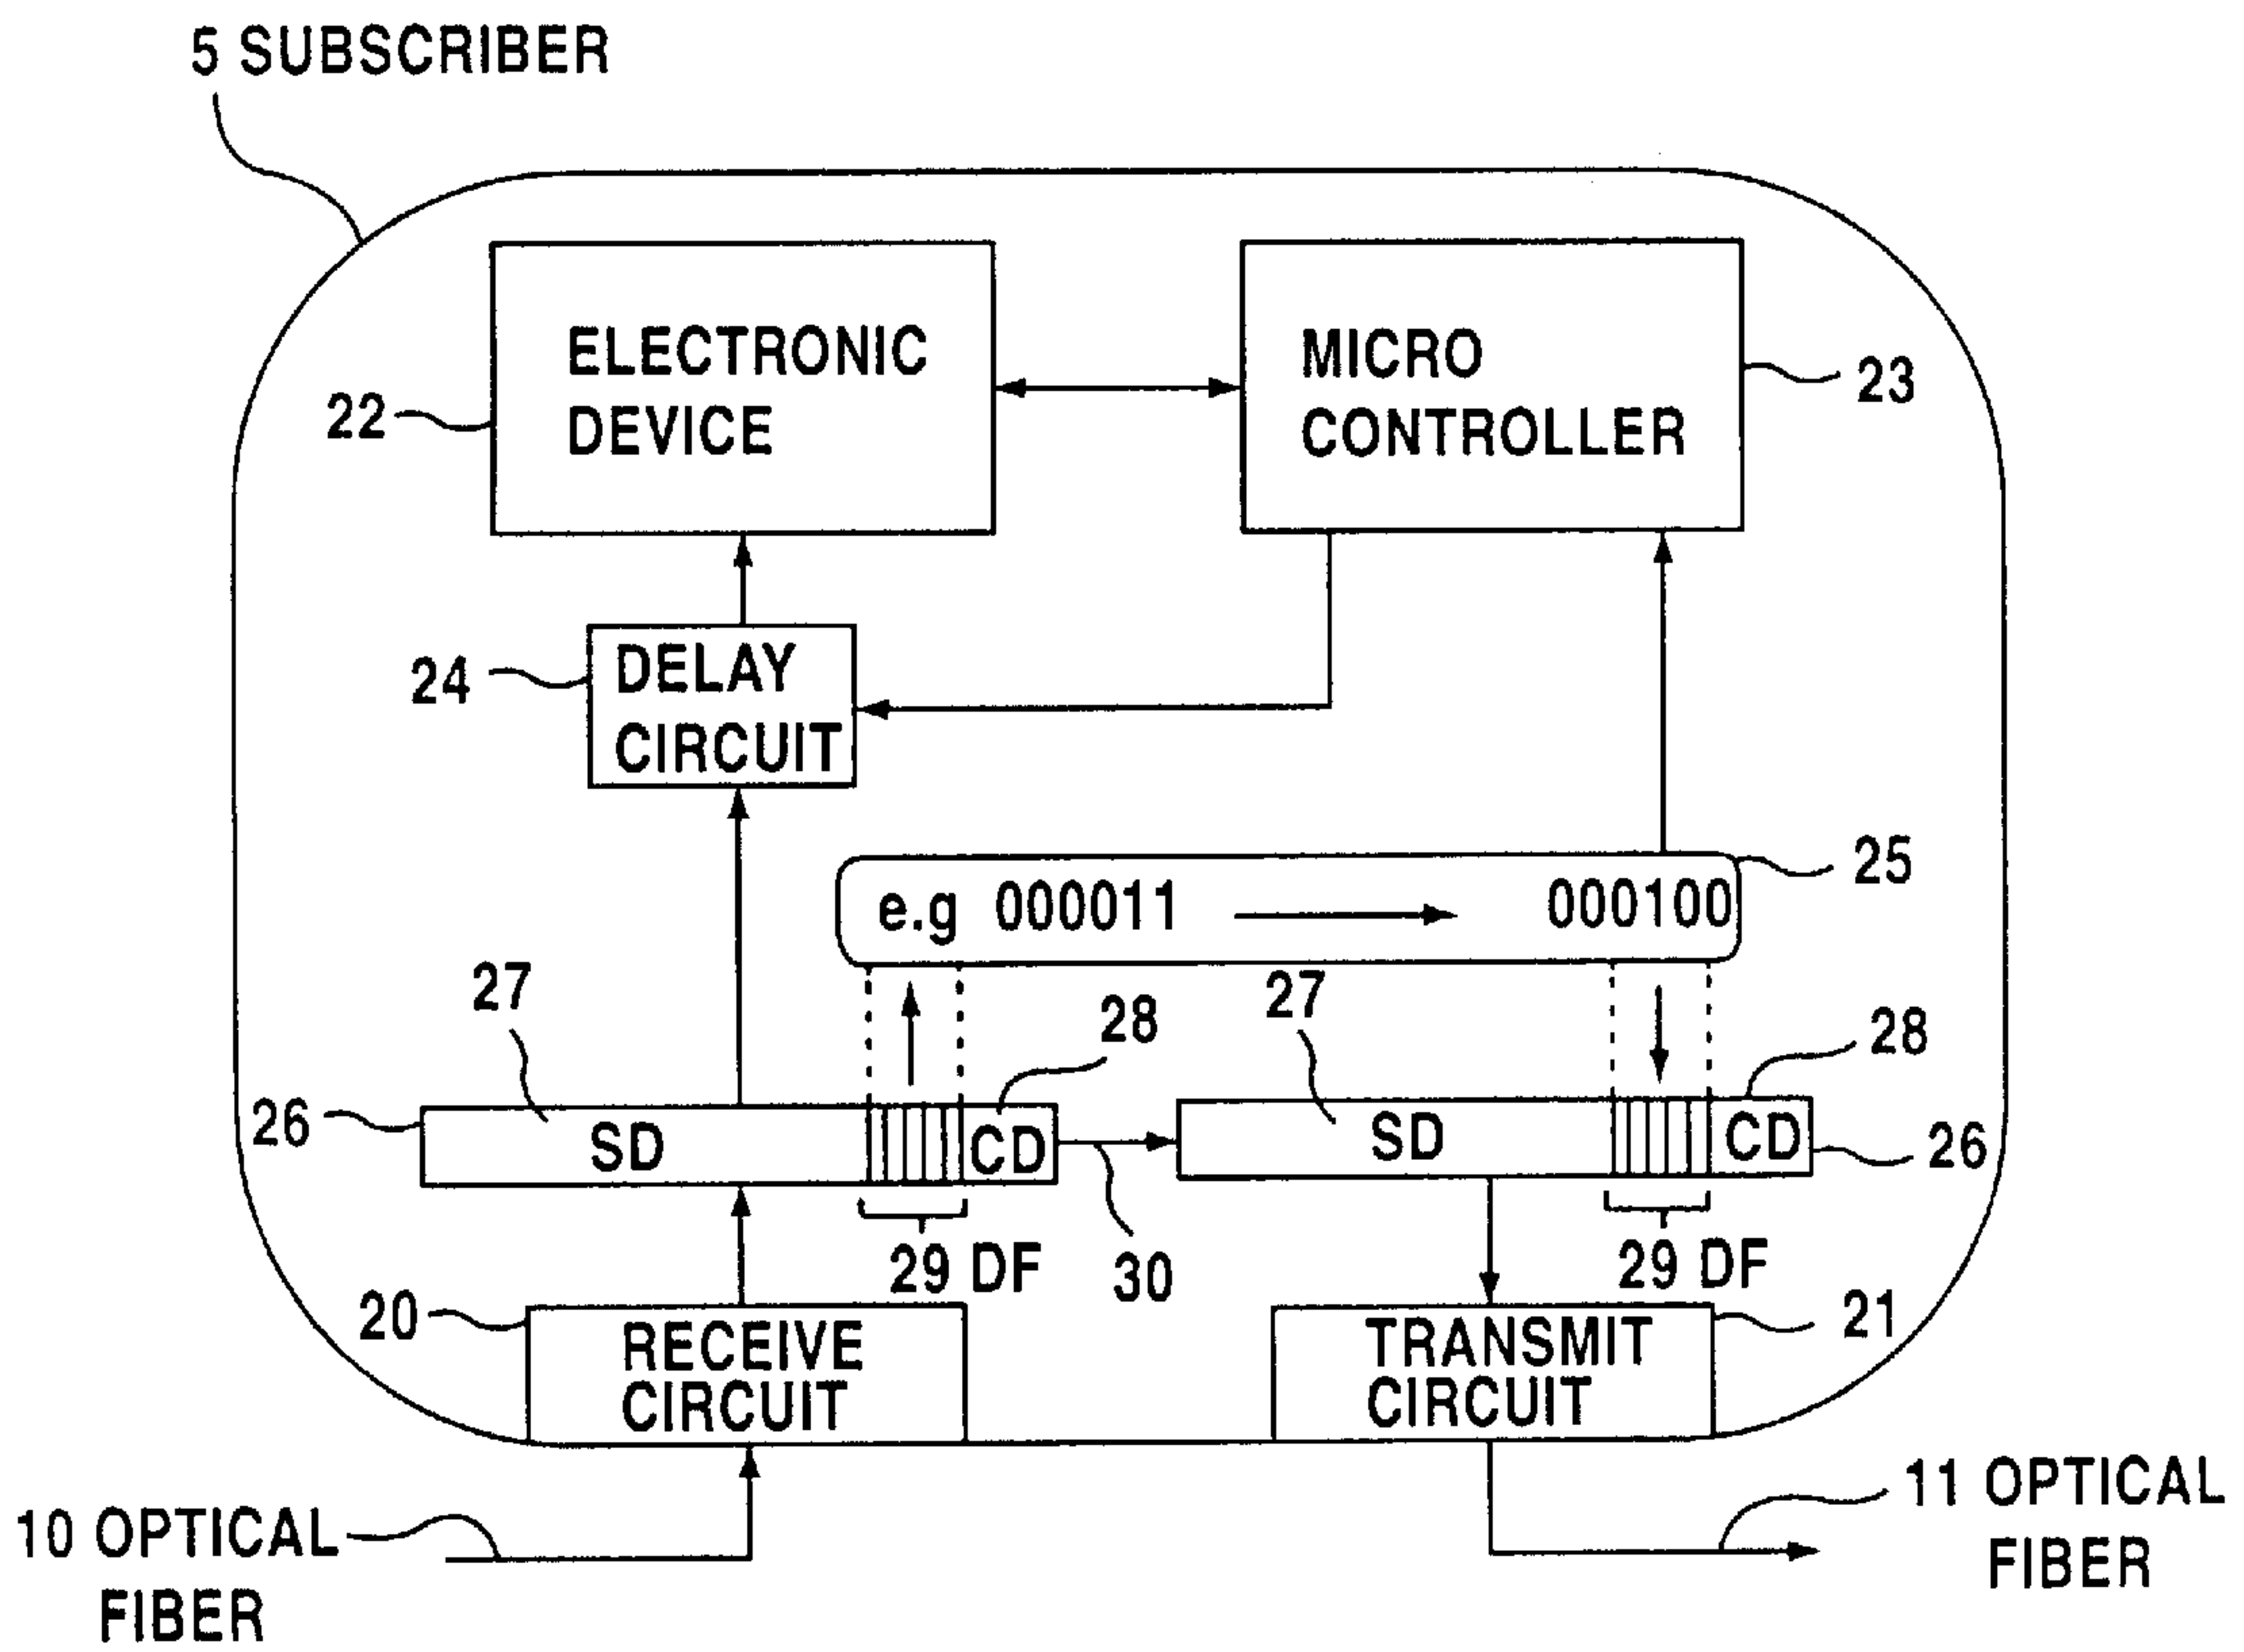 5 SUBSCRIBER
ELECTRONIC
DEVICE
MICRO
CONTROLLER
22
23
24
DELAY
CIRCUIT
25
e.g 000011
000100
27
27
28
28
26
SD
CD
SD
CD
26
29 DF
30
29 DF
20
RECEIVE
CIRCUIT
TRANSMIT
CIRCUIT
21
10 OPTICAL
FIBER
11 OPTICAL
FIBER